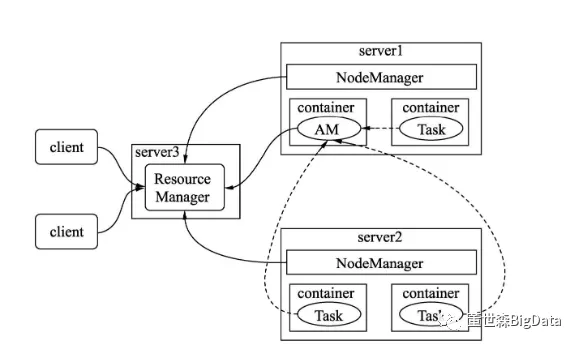 server1
NodeManager
container
container
AM
Task
client
server3
Resource
Manager
client
server2
NodeManager
container
container
Task
董世森BigData